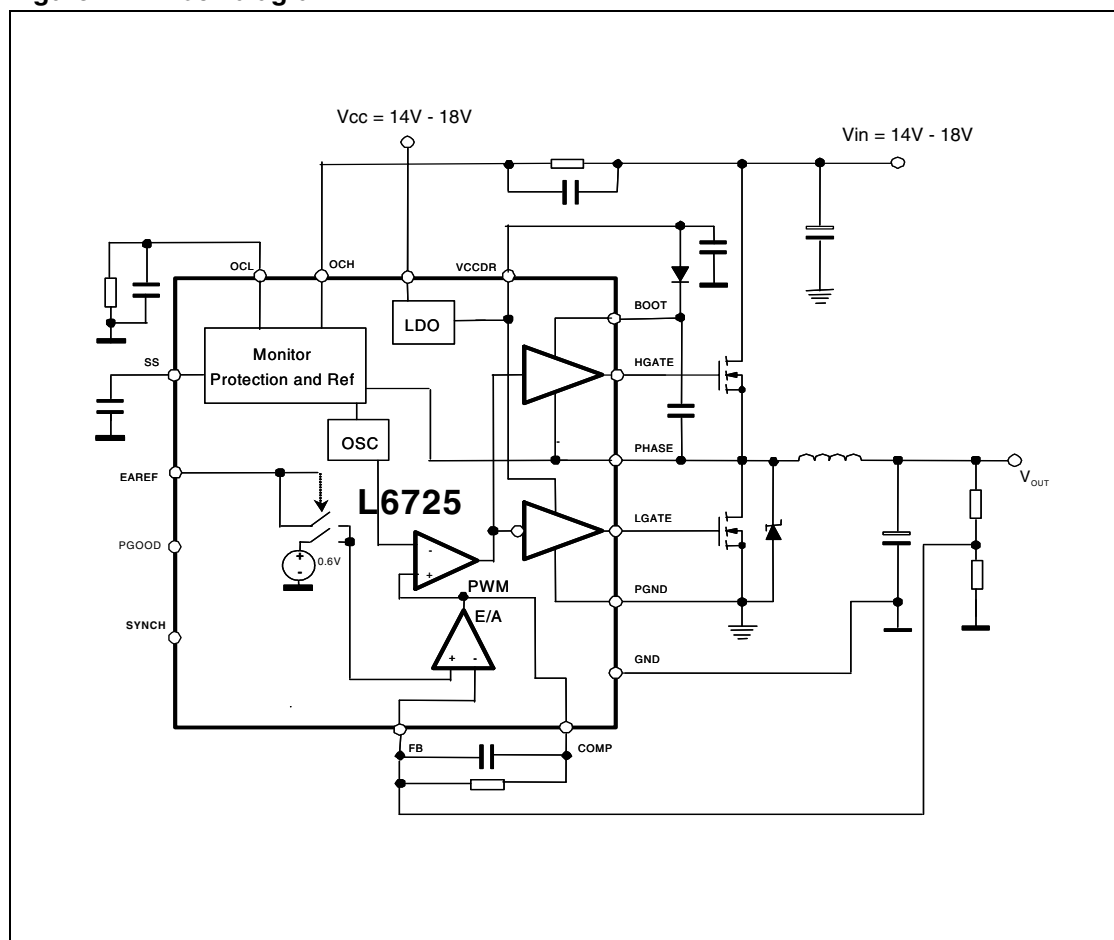 Vcc = 14V - 18V
Vin = 14V - 18V
OCL
OCH
VCCDR
LDO
BOOT
Monitor
Protection and Ref
SS
HGATE
OSC
-
PHASE
EAREF
L6725
LGATE
PGOOD
+
-
0.6V
-
+
PWM
E/A
+ -
PGND
SYNCH
GND
FB
COMP
VOUT